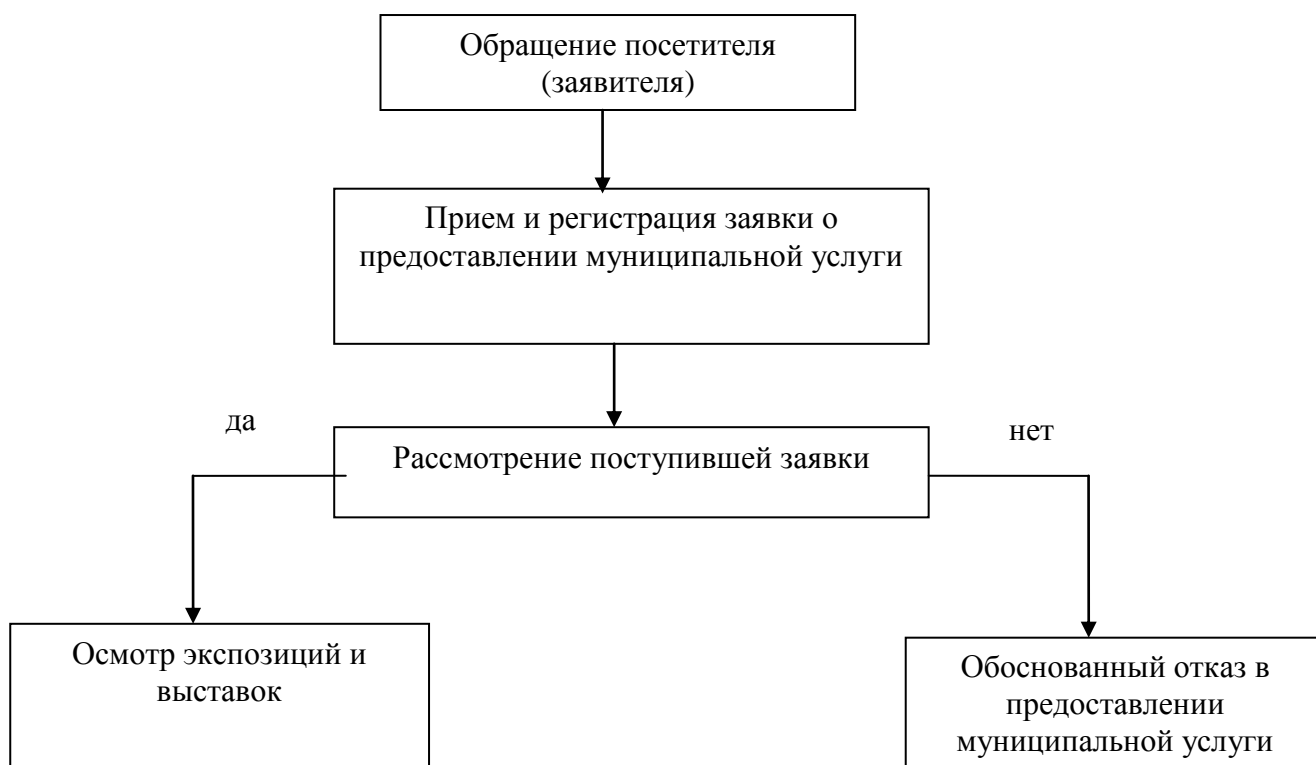 Обращение посетителя
(заявителя)
Прием и регистрация заявки о
предоставлении муниципальной услуги
да
нет
Рассмотрение поступившей заявки
Осмотр экспозиций и
выставок
Обоснованный отказ в
предоставлении
муниципальной услуги